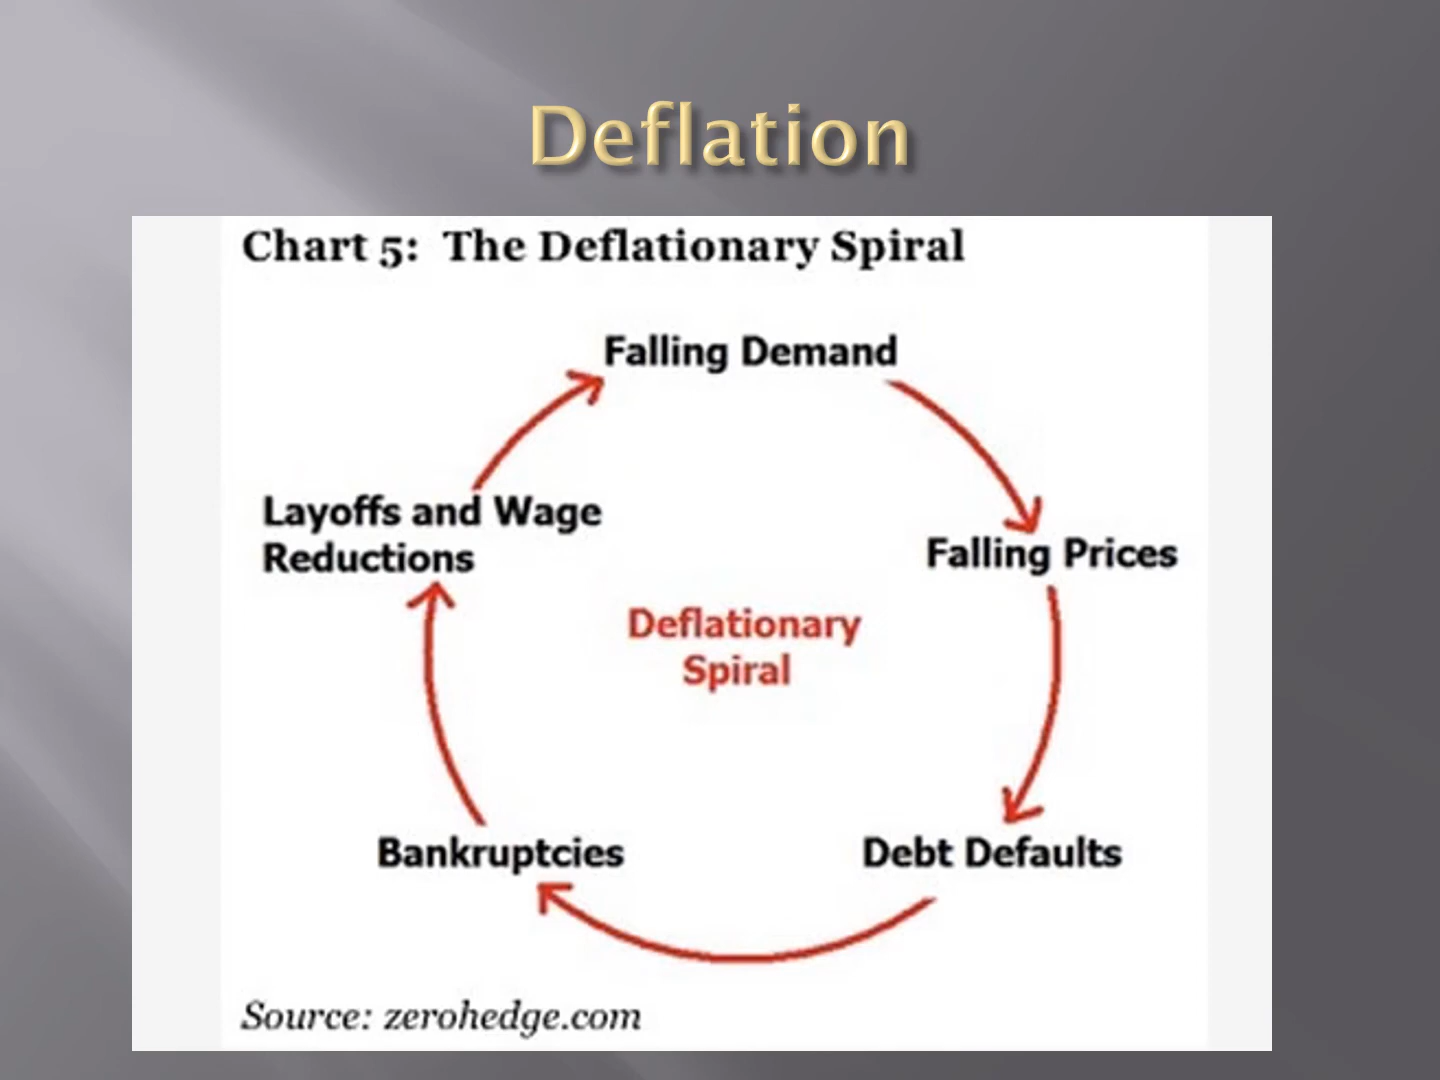 Deflation
Chart 5: The Deflationary Spiral
Falling Demand
Falling Prices
Debt Defaults
Bankruptcies
Layoffs and Wage
Reductions
Deflationary
Spiral
Source: zerohedge.com